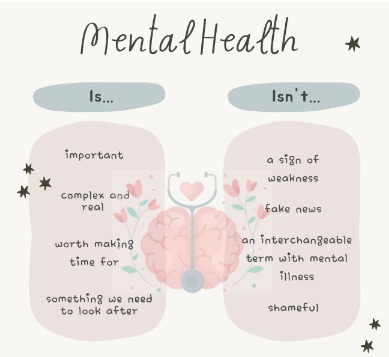 Mental Health
Is...
important
complex and
real
worth making
time for
something we need
to look after
Isn't...
a sign of
weakness
fake news
an interchangeable
term with mental
illness
shameful